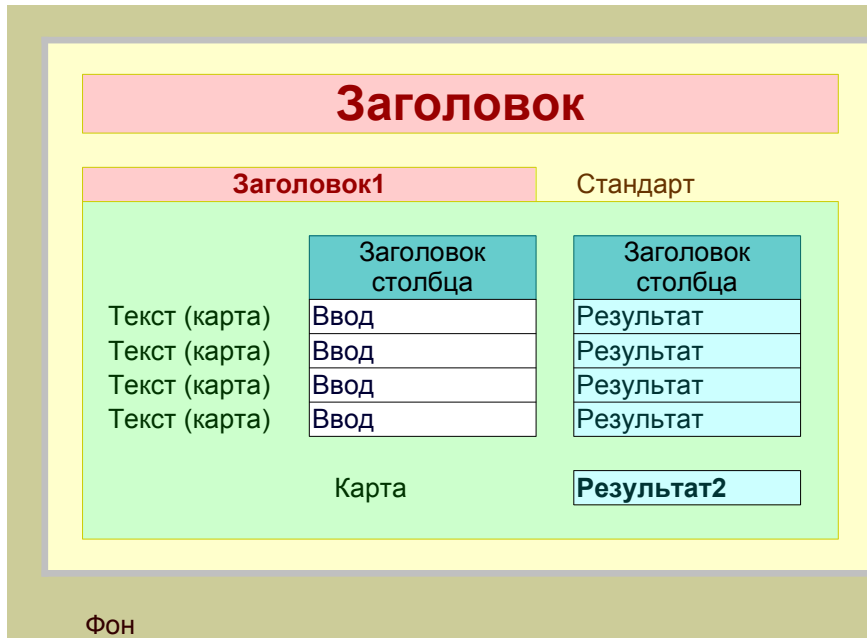 Заголовок
Заголовок1 Стандарт
Заголовок столбца Заголовок столбца
Текст (карта) Ввод Результат
Текст (карта) Ввод Результат
Текст (карта) Ввод Результат
Текст (карта) Ввод Результат
Карта Результат2
Фон